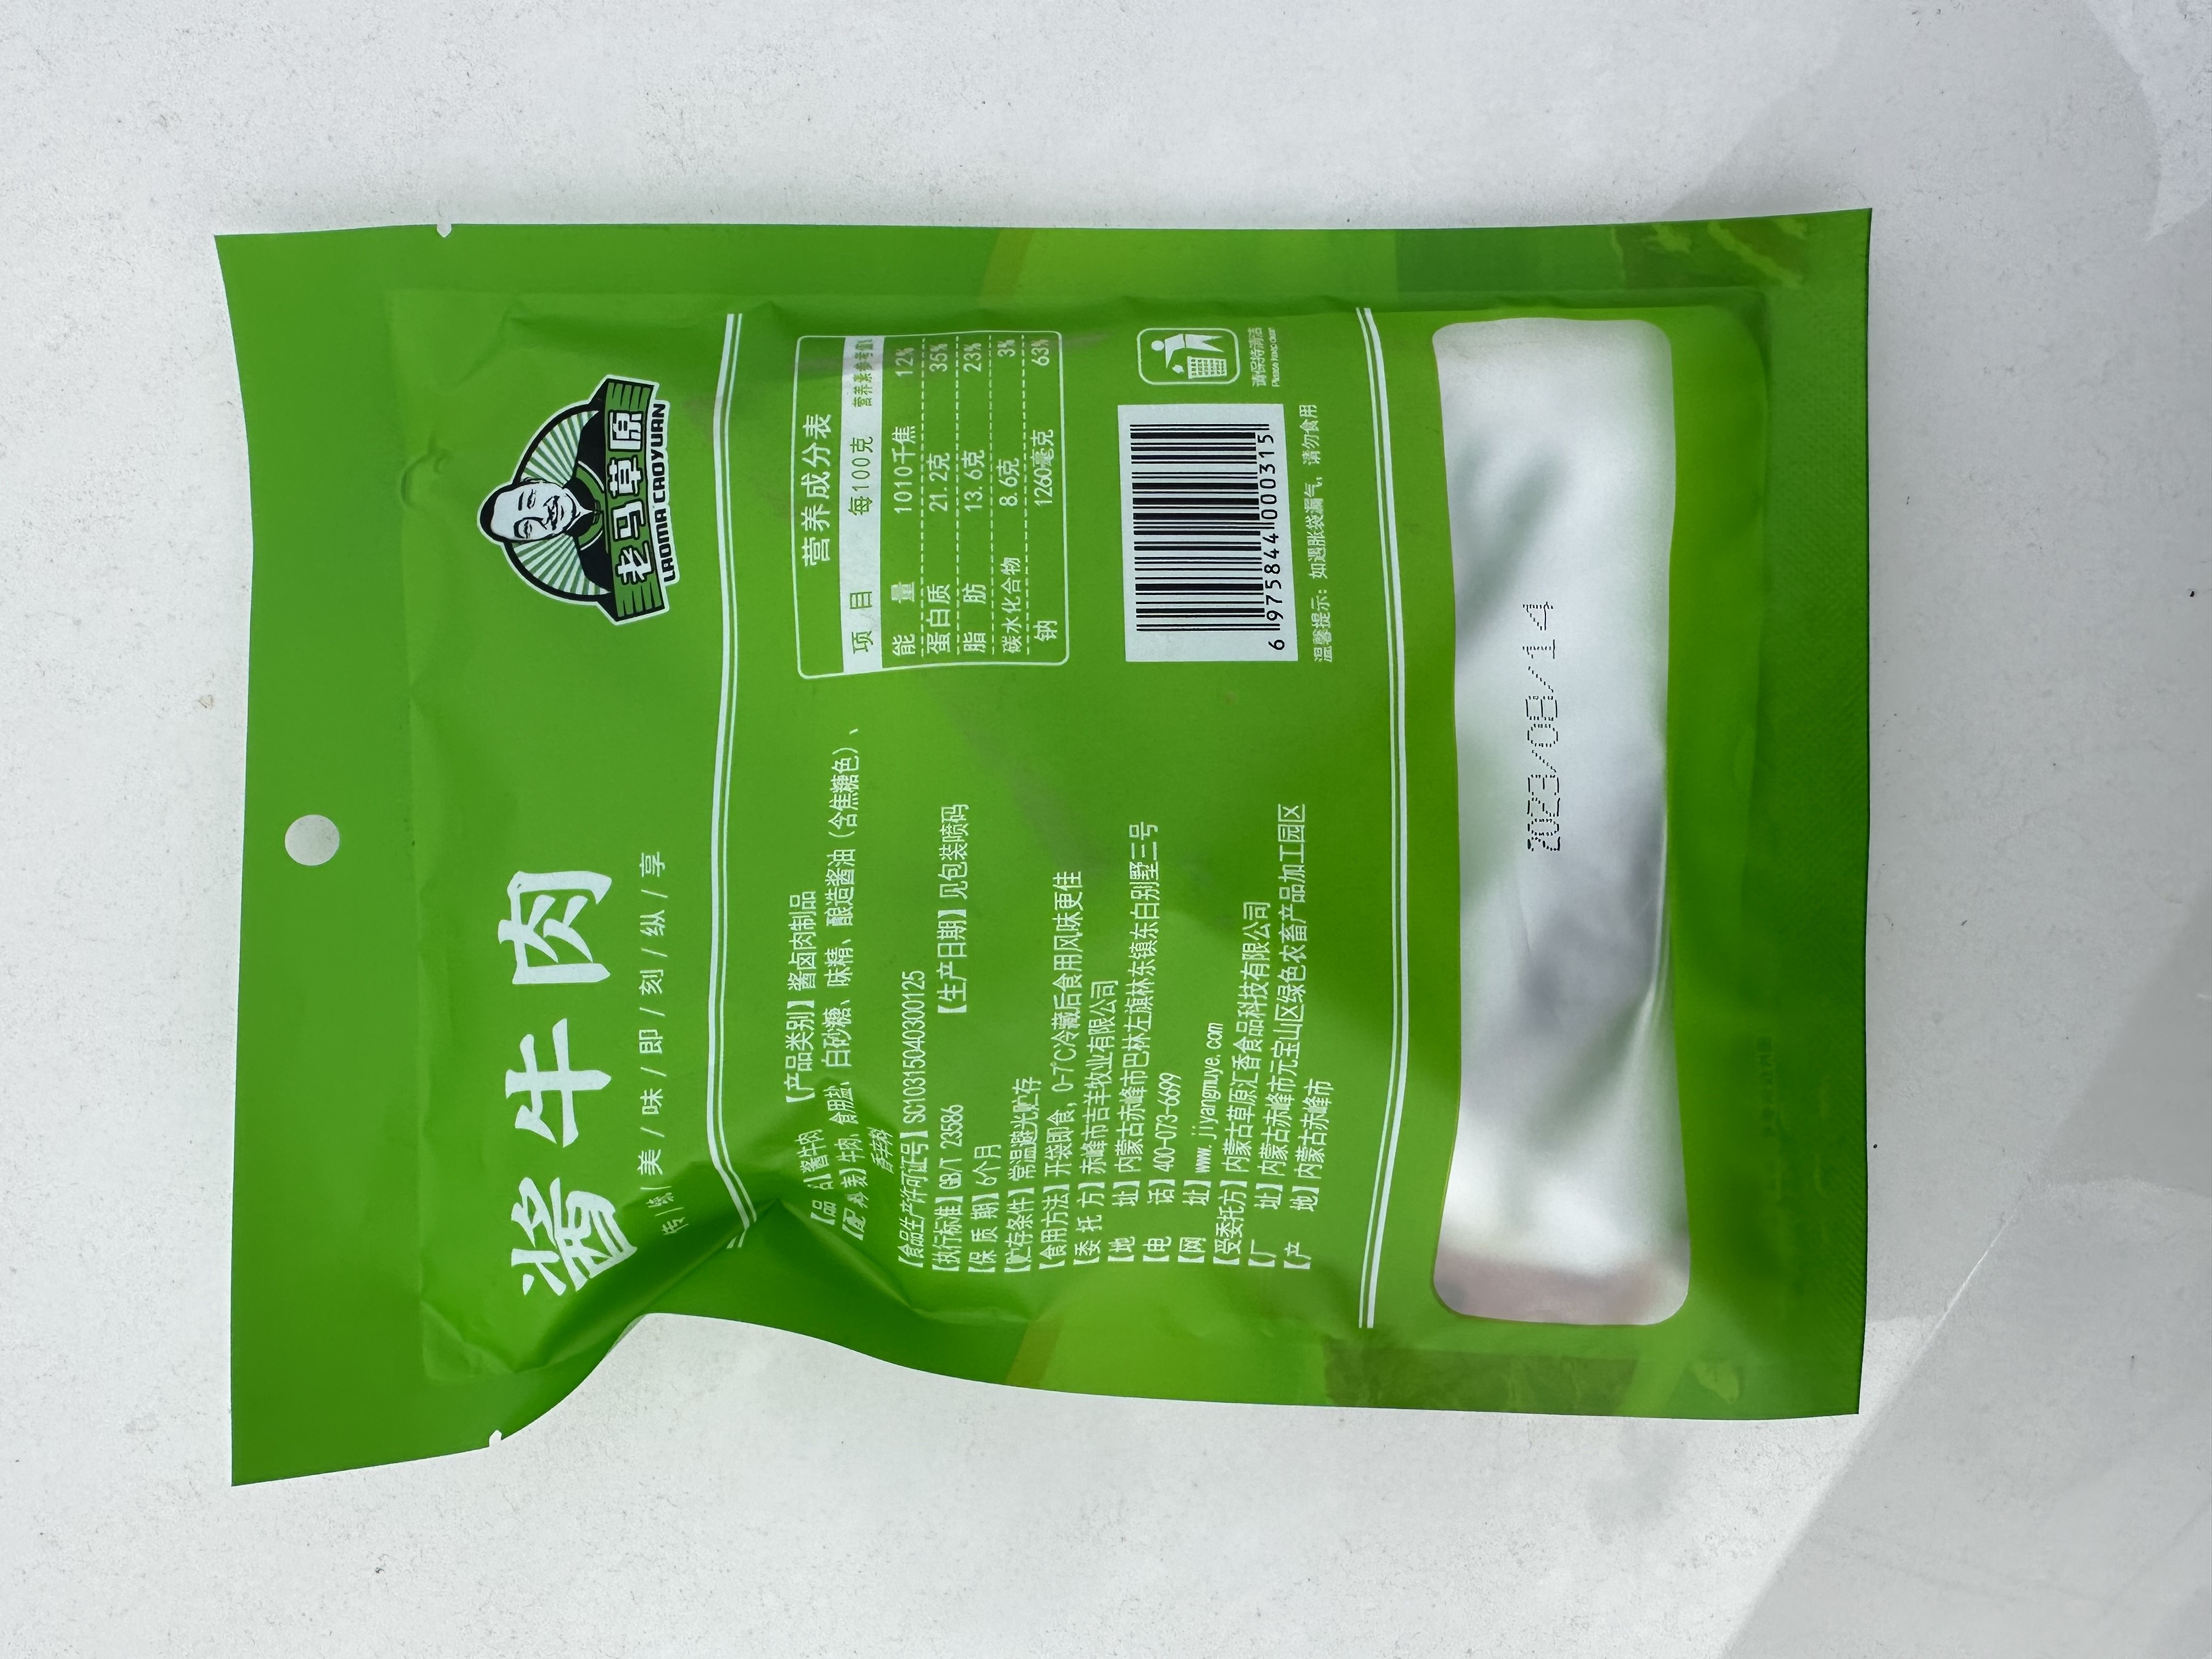 酱牛肉
美/味/即/刻/纵/享
老马草原
LAOMA CAOYUAN
【品 名】酱牛肉 【产品类别】酱卤肉制品
【配 料 表】牛肉、食用盐、白砂糖、味精、酿造酱油（含焦糖色）、
香辛料
【食品生产许可证号】SC10315040300125
【执行标准】GB/T 23586 【生产日期】见包装喷码
【保 质 期】6个月
【贮存条件】常温避光贮存
【食用方法】开袋即食，0-7℃冷藏后食用风味更佳
【委 托 方】赤峰市吉羊牧业有限公司
【地 址】内蒙古赤峰市巴林左旗林东镇东白别墅三号
【电 话】400-073-6699
【网 址】www.jiyangmuye.com
【受委托方】内蒙古草原汇香食品科技有限公司
【厂 址】内蒙古赤峰市元宝山区绿色农畜产品加工园区
【产 地】内蒙古赤峰市
营养成分表
项 目 每100克 营养素参考值%
能 量 1010千焦 12%
蛋白质 21.2克 35%
脂 肪 13.6克 23%
碳水化合物 8.6克 3%
钠 1260毫克 63%
6 975844 000315
请保持清洁
Please keep clean
温馨提示：如遇胀袋漏气，请勿食用
2023/08/14